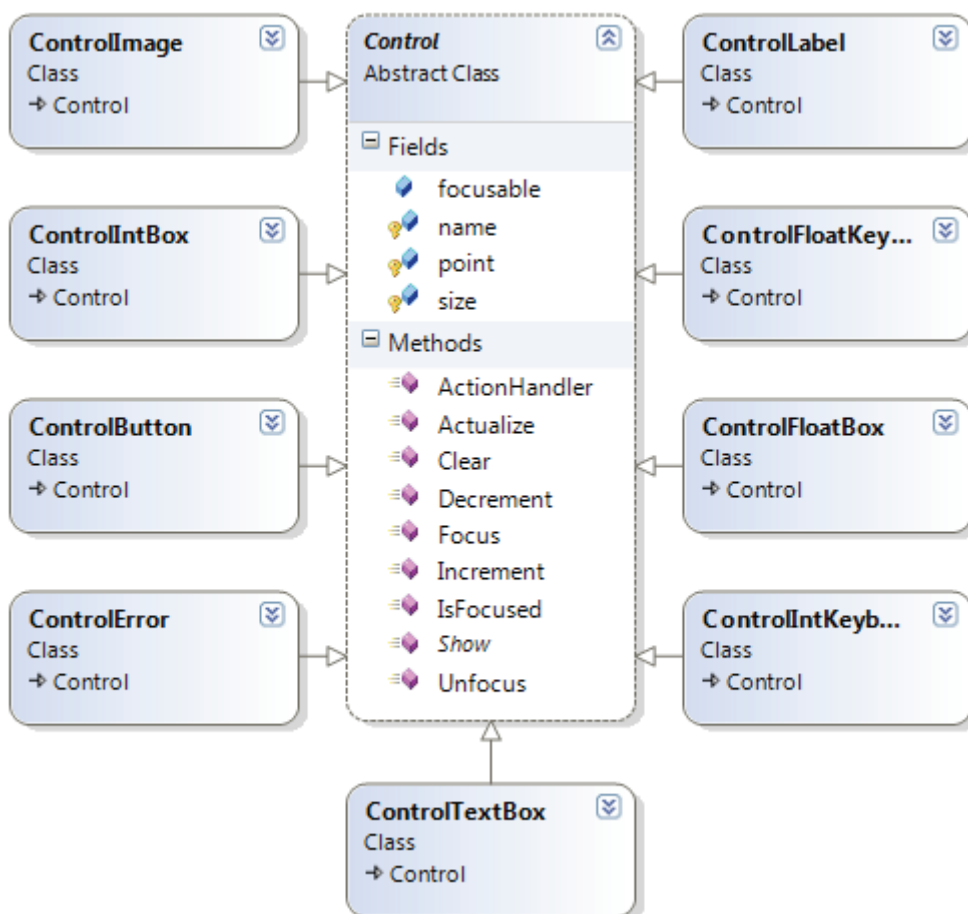 ControlImage
Class
Control
ControlIntBox
Class
Control
ControlButton
Class
Control
ControlError
Class
Control
Control
Abstract Class
Fields
focusable
name
point
size
Methods
ActionHandler
Actualize
Clear
Decrement
Focus
Increment
IsFocused
Show
Unfocus
ControlLabel
Class
Control
ControlFloatKey...
Class
Control
ControlFloatBox
Class
Control
ControlIntKeyb...
Class
Control
ControlTextBox
Class
Control